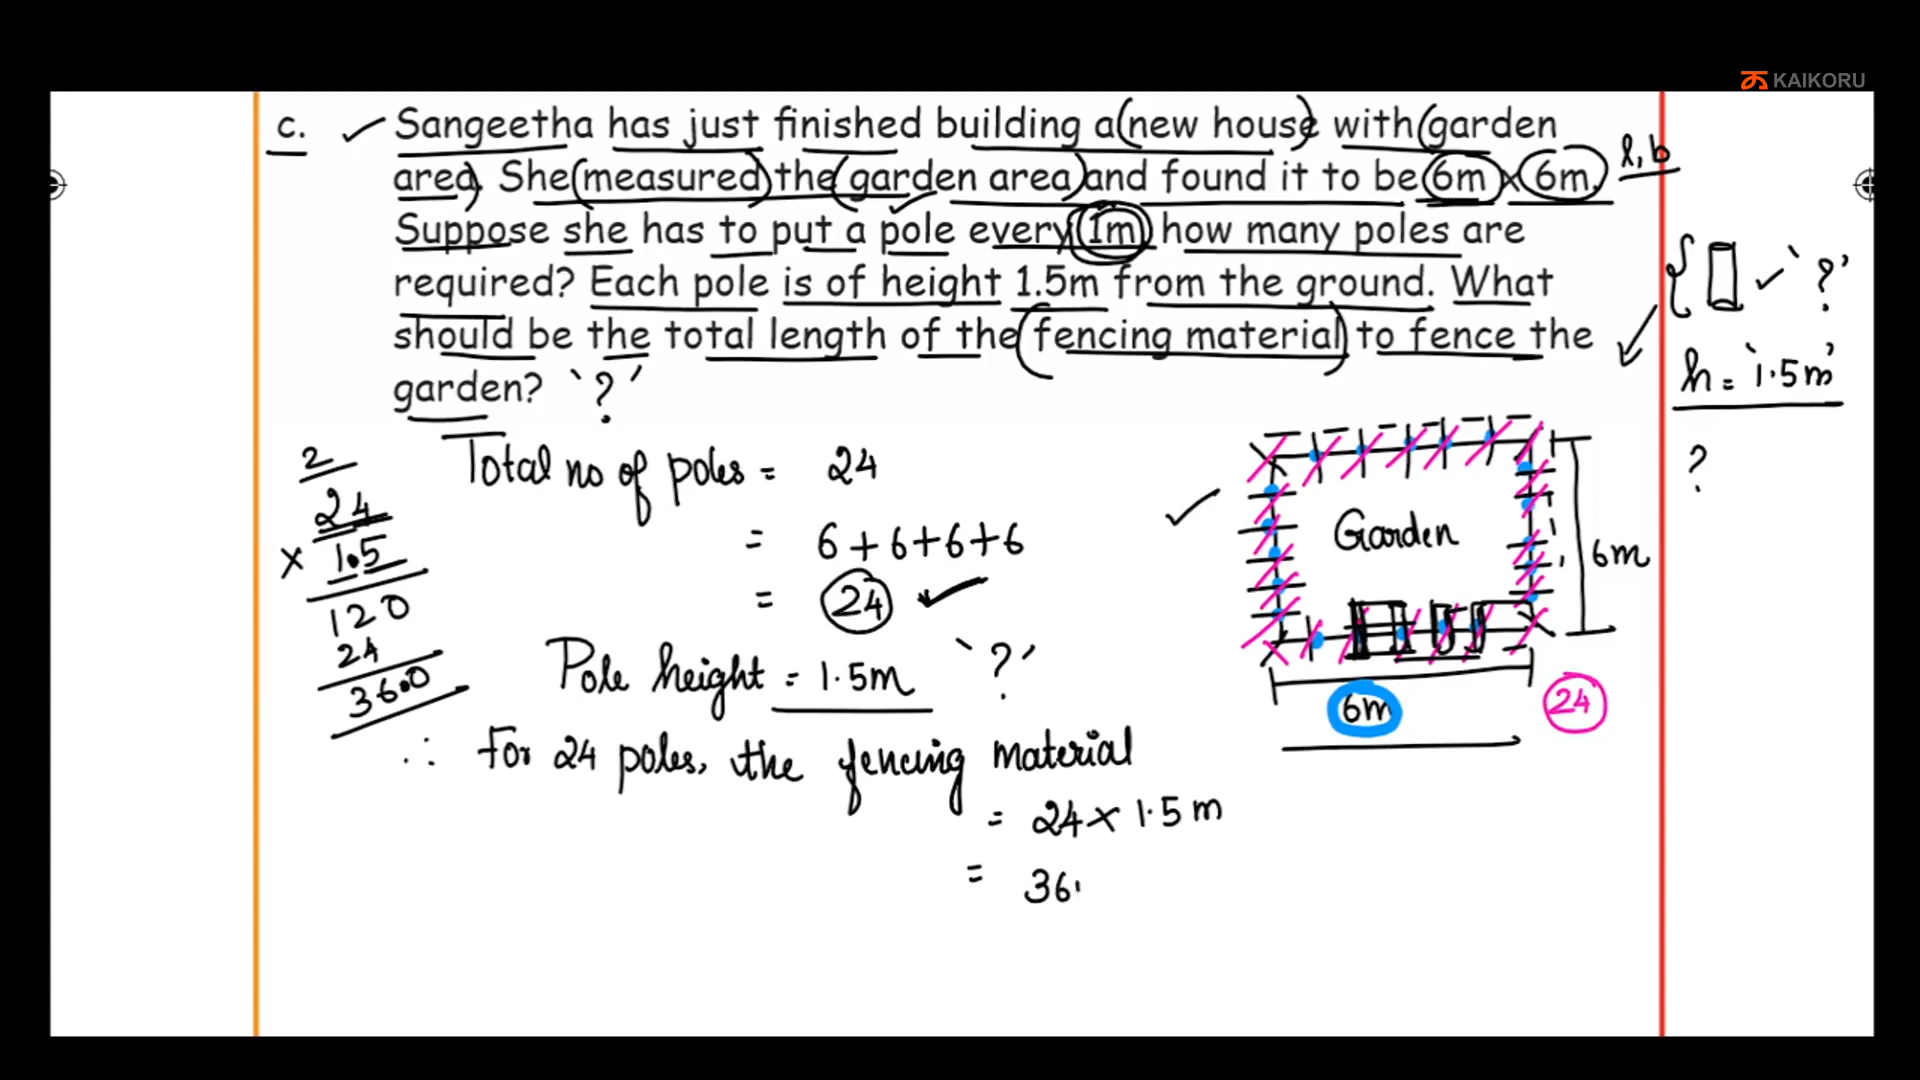 KAIKORU
c. Sangeetha has just finished building a new house with garden
area. She measured the garden area and found it to be 6m × 6m.
l, b
Suppose she has to put a pole every 1m how many poles are
required? Each pole is of height 1.5m from the ground. What
should be the total length of the fencing material to fence the
garden? '?'
'?'
h = '1.5m'
?
Total no of poles = 24
= 6+6+6+6
= 24
Pole height = 1.5m '?'
∴ For 24 poles, the fencing material
= 24 × 1.5 m
= 36.
2
24
× 1.5
120
24
36.0
Garden
6m
6m
24